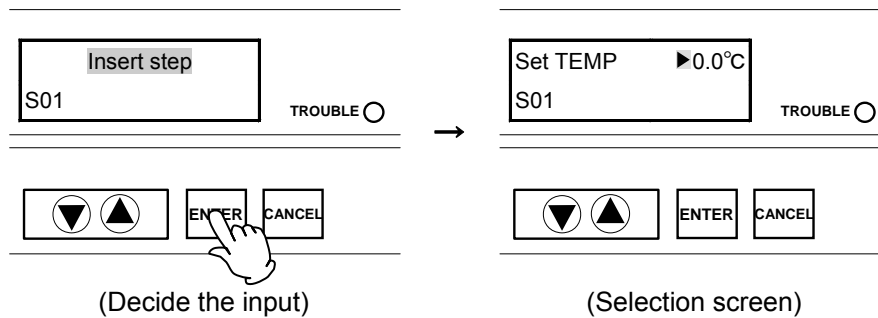 Insert step
S01
TROUBLE
ENTER
CANCEL
(Decide the input)
→
Set TEMP ▶0.0°C
S01
TROUBLE
ENTER
CANCEL
(Selection screen)